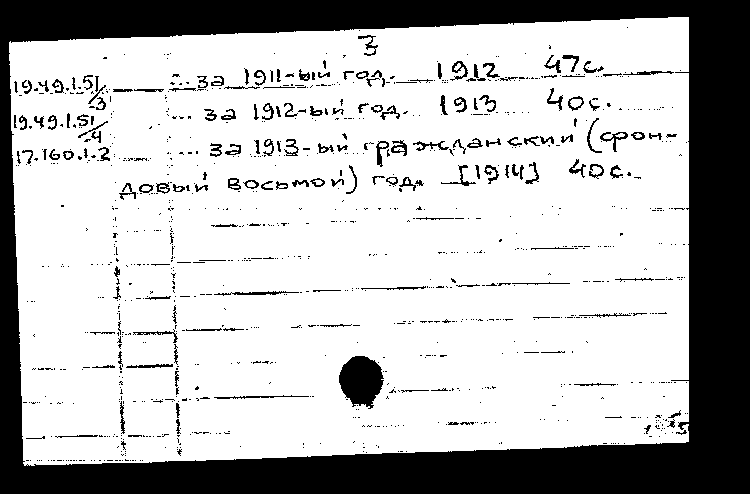 3
19.49.1.51/3 ... за 1911-ый год. 1912 47с.
19.49.1.51/4 ... за 1912-ый год. 1913 40с.
17.160.1.2 ... за 1913-ый гражданский (фрон-
довый восьмой) год. [1914] 40с.